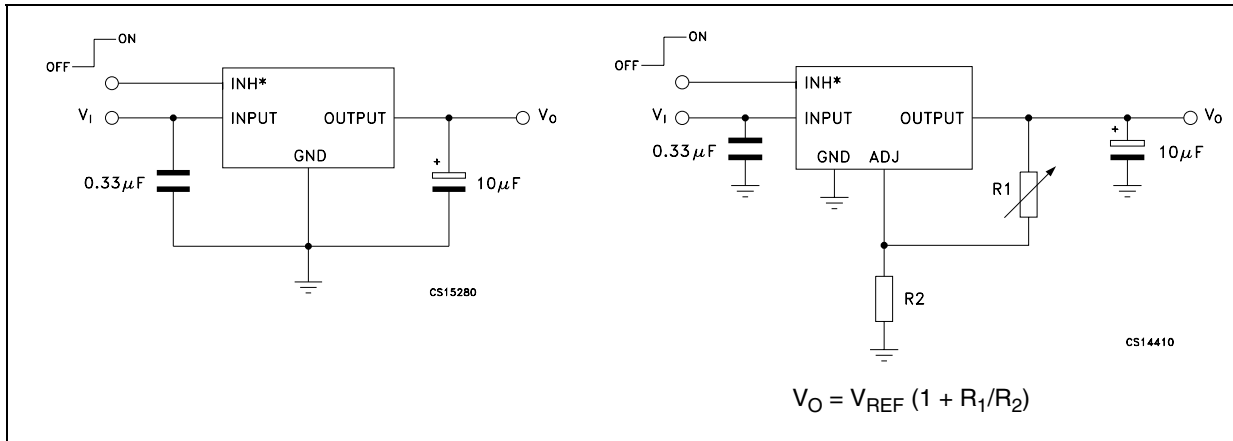 ON
OFF
INH*
V_I INPUT OUTPUT V_O
GND
+
0.33μF
10μF
CS15280
ON
OFF
INH*
V_I INPUT OUTPUT V_O
+
0.33μF
GND ADJ
10μF
R1
R2
CS14410
V_O = V_REF (1 + R_1/R_2)